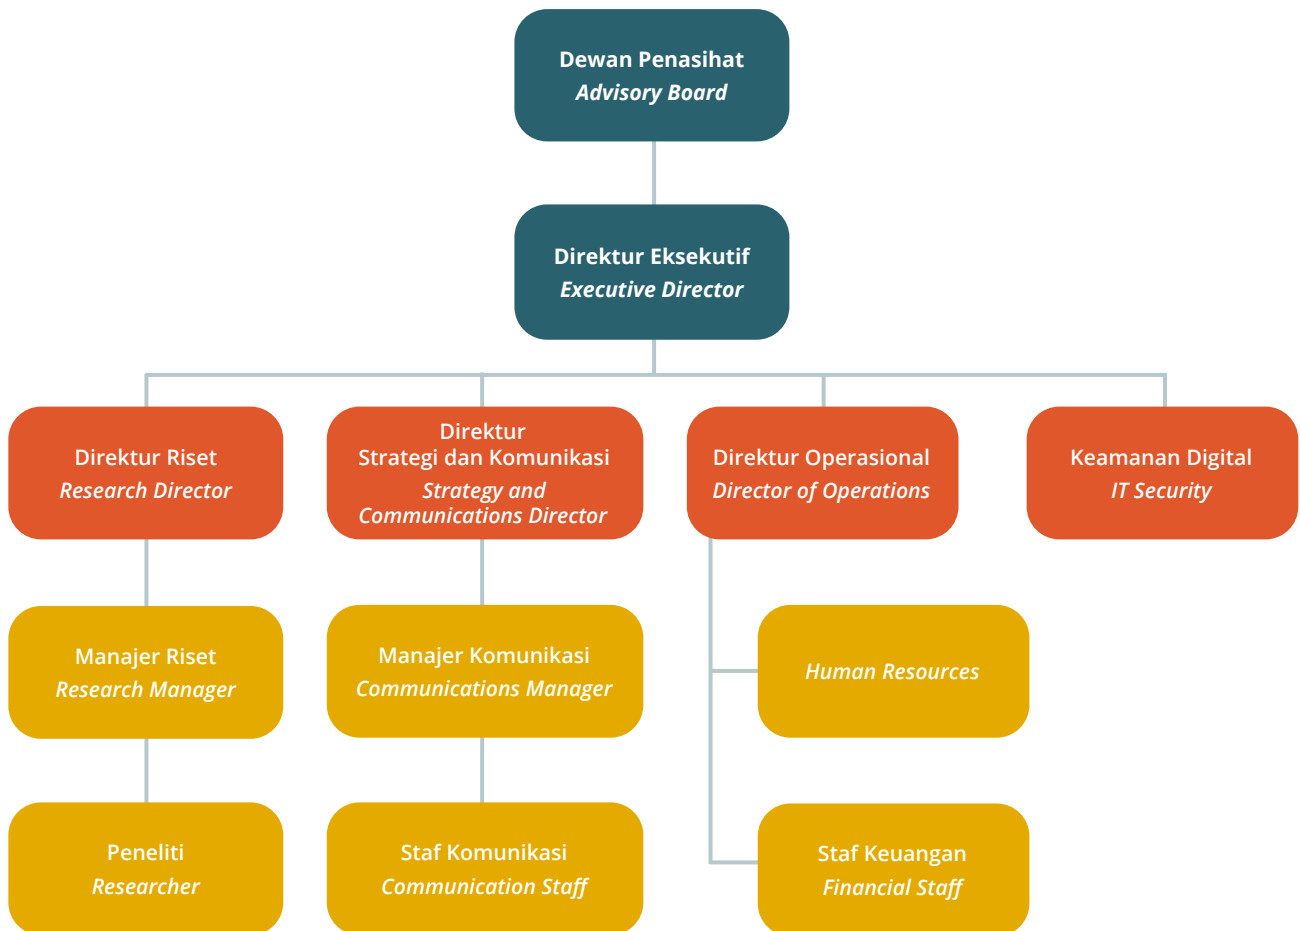 Dewan Penasihat
Advisory Board
Direktur Eksekutif
Executive Director
Direktur Riset
Research Director
Direktur
Strategi dan Komunikasi
Strategy and
Communications Director
Direktur Operasional
Director of Operations
Keamanan Digital
IT Security
Manajer Riset
Research Manager
Manajer Komunikasi
Communications Manager
Human Resources
Peneliti
Researcher
Staf Komunikasi
Communication Staff
Staf Keuangan
Financial Staff